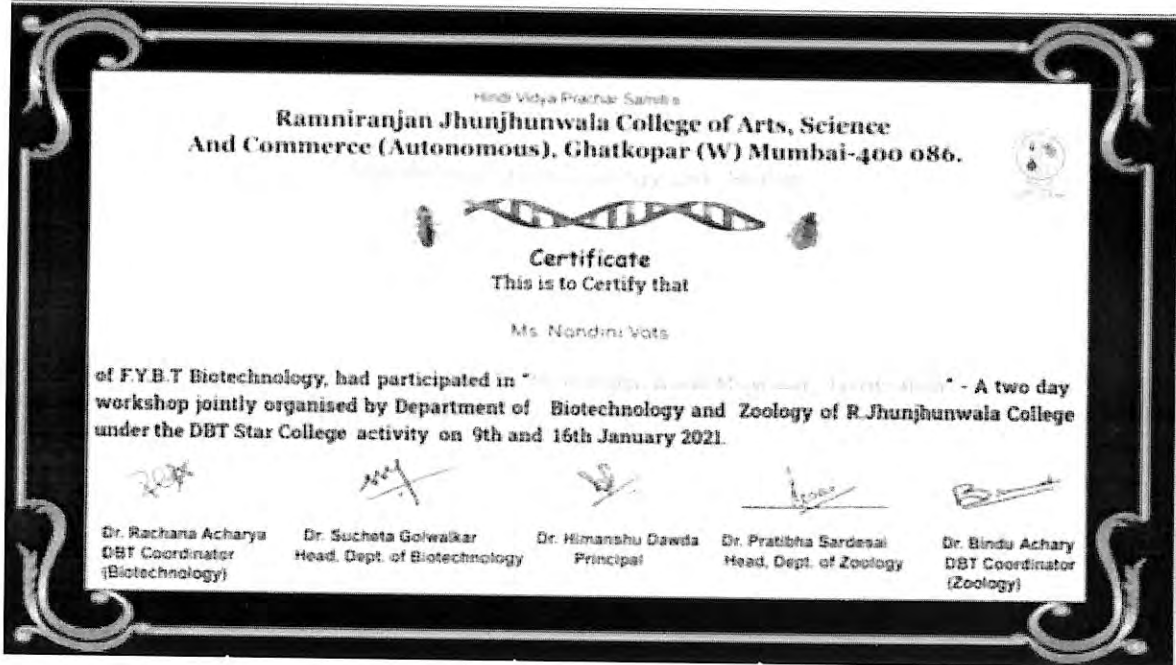 Hindi Vidya Prachar Samiti's
Ramniranjan Jhunjhunwala College of Arts, Science
And Commerce (Autonomous), Ghatkopar (W) Mumbai-400 086.
Certificate
This is to Certify that
Ms. Nandini Vats
of F.Y.B.T Biotechnology, had participated in " " - A two day
workshop jointly organised by Department of Biotechnology and Zoology of R.Jhunjhunwala College
under the DBT Star College activity on 9th and 16th January 2021.
Dr. Rachana Acharya
DBT Coordinator
(Biotechnology)
Dr. Sucheta Golwalkar
Head, Dept. of Biotechnology
Dr. Himanshu Dawda
Principal
Dr. Pratibha Sardesai
Head, Dept. of Zoology
Dr. Bindu Achary
DBT Coordinator
(Zoology)